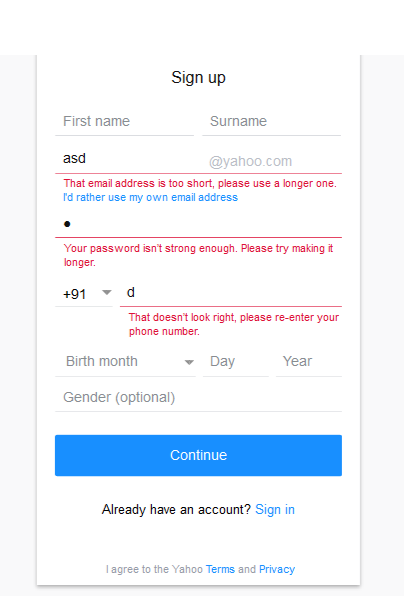 Sign up
First name Surname
asd @yahoo.com
That email address is too short, please use a longer one.
I'd rather use my own email address
●
Your password isn't strong enough. Please try making it
longer.
+91 d
That doesn't look right, please re-enter your
phone number.
Birth month Day Year
Gender (optional)
Continue
Already have an account? Sign in
I agree to the Yahoo Terms and Privacy